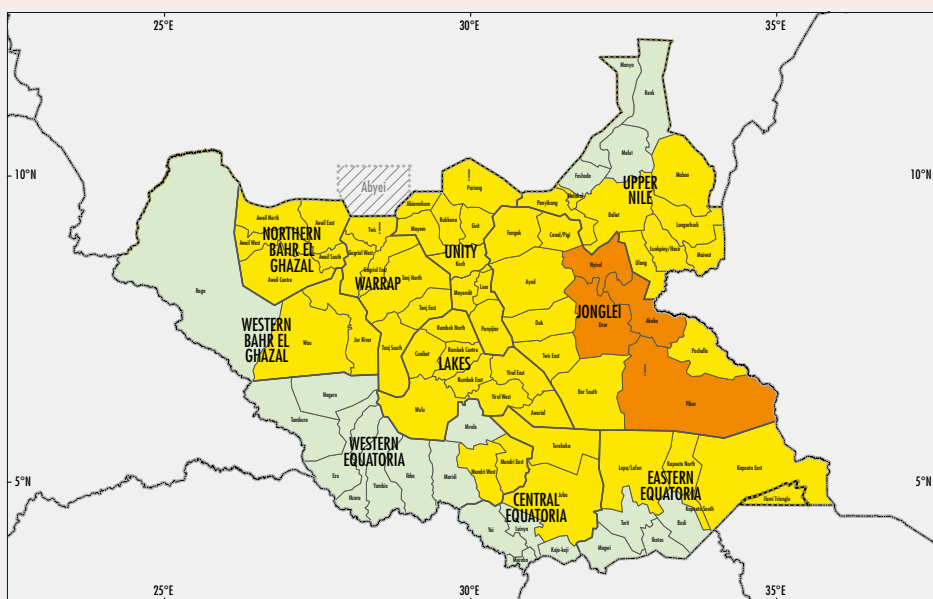 25°E 30°E 35°E
Manyo
Renk
10°N 10°N
Melut
Fashoda
Maban
UPPER
NILE
Abyei
!
Pariang
Abiemnhom
Panyikang
Malakal
Baliet
Longochuk
Luakpiny/Nasir
Maiwut
Ulang
Aweil North
Aweil East
Aweil West
Aweil South
Aweil Centre
NORTHERN
BAHR EL
GHAZAL
Twic
!
Mayom
Rubkona
Guit
UNITY
Koch
Fangak
Canal/Pigi
Gogrial West
Gogrial East
WARRAP
Tonj North
Mayendit
Leer
Ayod
Nyirol
JONGLEI
Uror
Akobo
Raga
Tonj East
Panyijiar
Duk
Pochalla
WESTERN
BAHR EL
GHAZAL
Wau
Jur River
Tonj South
Rumbek North
Cueibet
Rumbek Centre
LAKES
Rumbek East
Yirol East
Yirol West
Twic East
!
Pibor
Bor South
Awerial
Wulu
Nagero
Tambura
Mvolo
WESTERN
EQUATORIA
Terekeka
Mundri East
Mundri West
Ezo
Nzara
Yambio
Ibba
Maridi
Lopa/Lafon
Kapoeta North
Kapoeta East
EASTERN
EQUATORIA
Kapoeta South
Ilemi Triangle
5°N 5°N
CENTRAL
EQUATORIA
Juba
Yei
Lainya
Morobo
Kajo-keji
Magwi
Torit
Ikotos
Budi
25°E 30°E 35°E